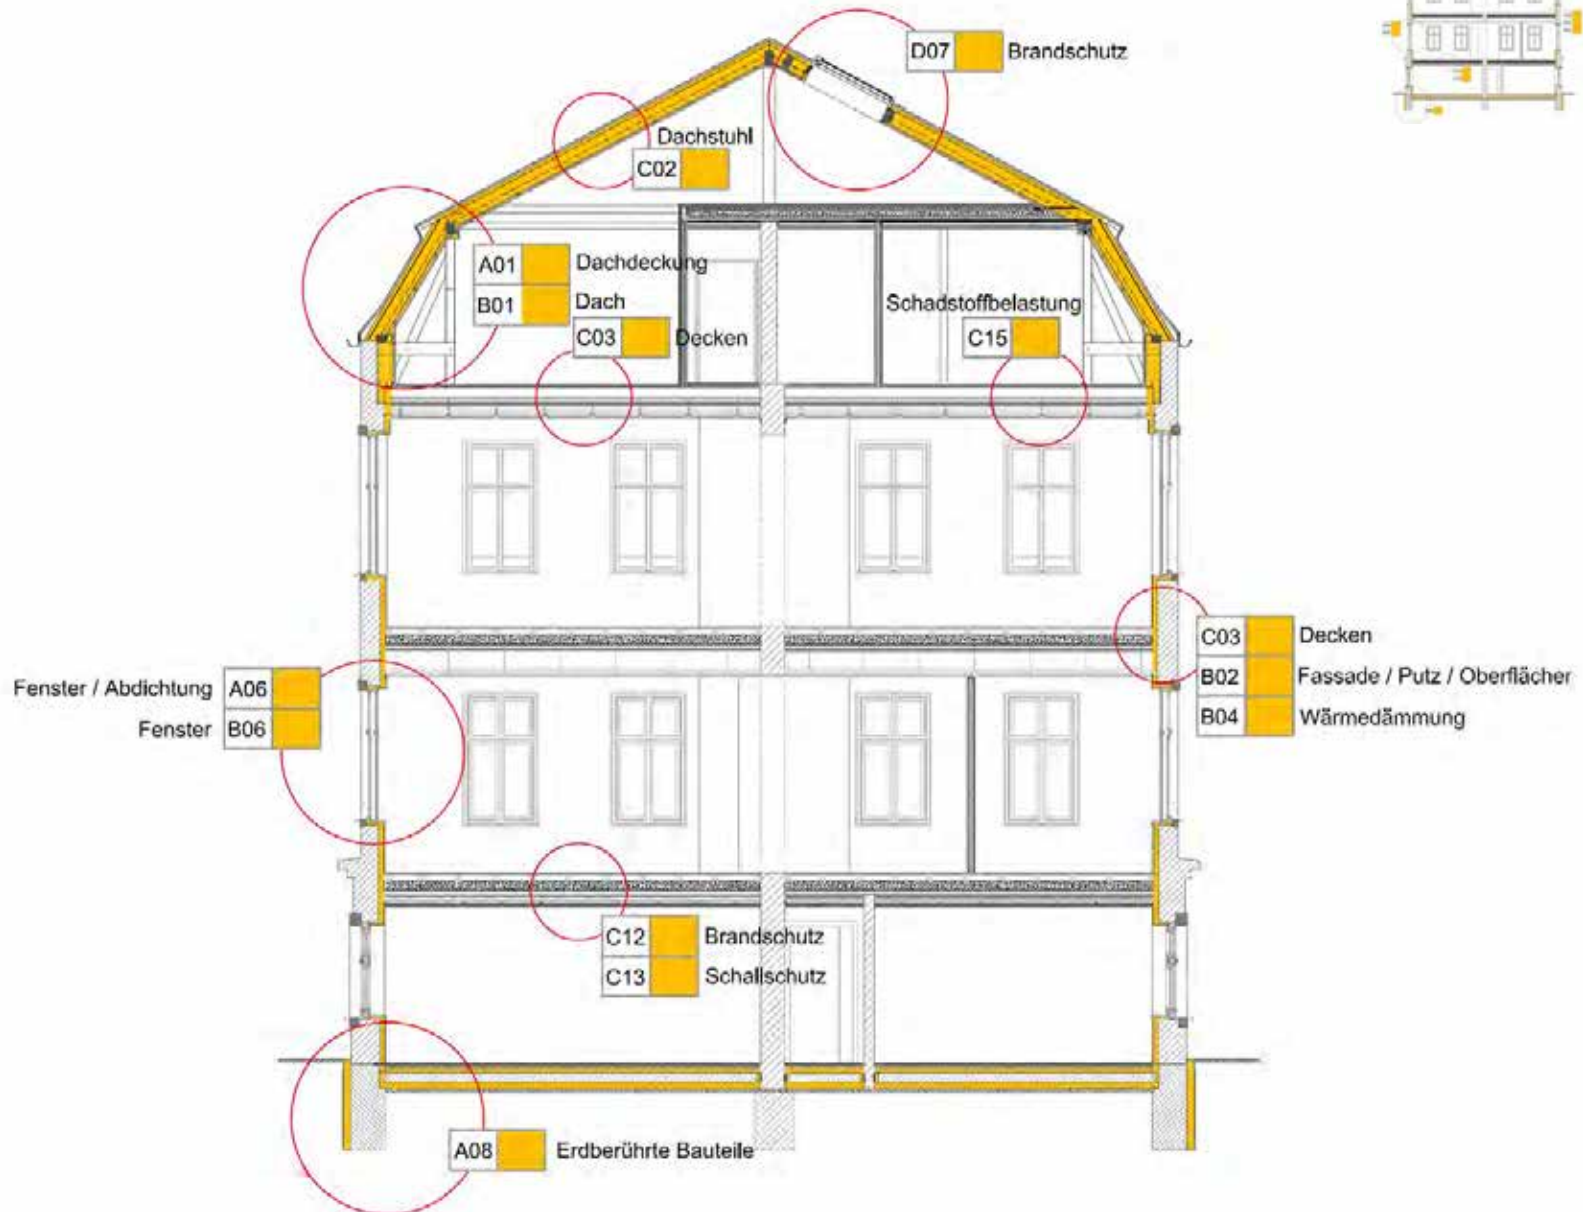 D07 Brandschutz
Dachstuhl
C02
A01 Dachdeckung
B01 Dach
C03 Decken
Schadstoffbelastung
C15
C03 Decken
B02 Fassade / Putz / Oberflächer
B04 Wärmedämmung
Fenster / Abdichtung A06
Fenster B06
C12 Brandschutz
C13 Schallschutz
A08 Erdberührte Bauteile